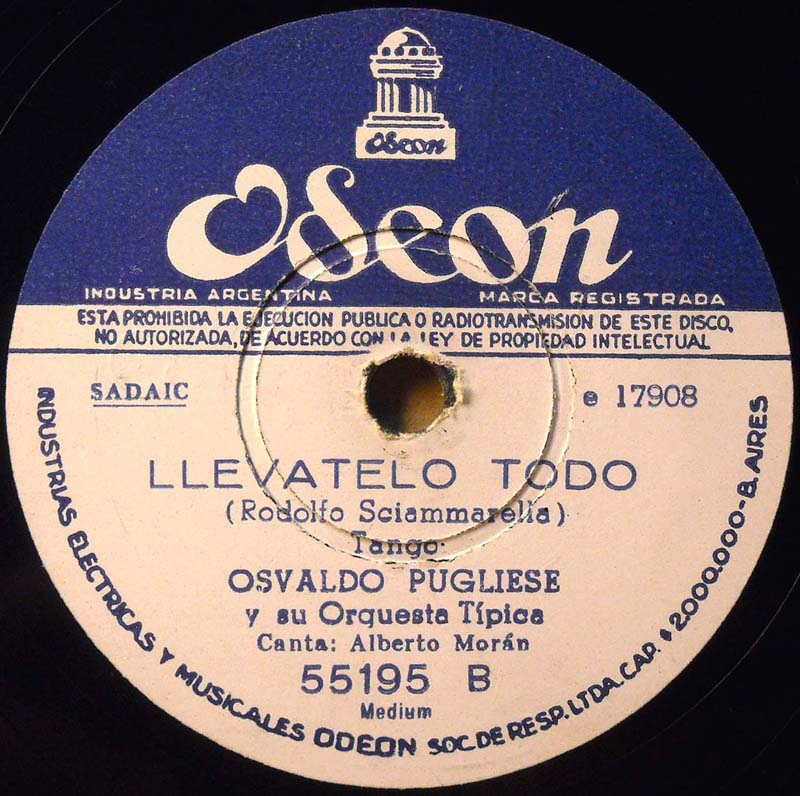 Odeon
Odeon
INDUSTRIA ARGENTINA MARCA REGISTRADA
ESTA PROHIBIDA LA EJECUCION PUBLICA O RADIOTRANSMISION DE ESTE DISCO,
NO AUTORIZADA, DE ACUERDO CON LA LEY DE PROPIEDAD INTELECTUAL
SADAIC e 17908
LLEVATELO TODO
(Rodolfo Sciammarella)
Tango
OSVALDO PUGLIESE
y su Orquesta Típica
Canta: Alberto Morán
55195 B
Medium
INDUSTRIAS ELECTRICAS Y MUSICALES ODEON SOC. DE RESP. LTDA. CAP. $ 2.000.000-B. AIRES